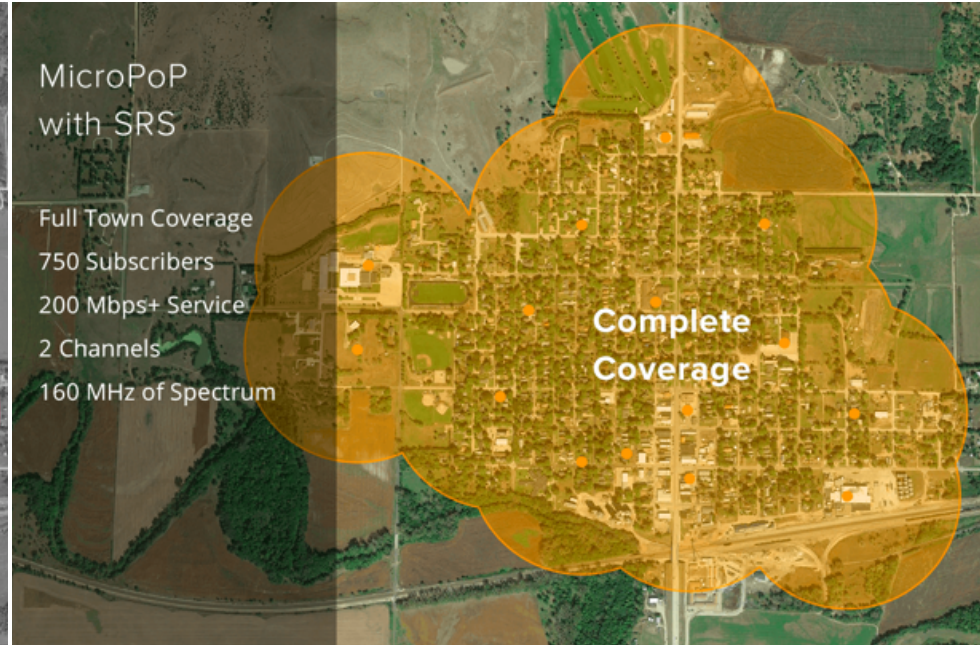 MicroPoP
with SRS
Full Town Coverage
750 Subscribers
200 Mbps+ Service
2 Channels
160 MHz of Spectrum
Complete
Coverage